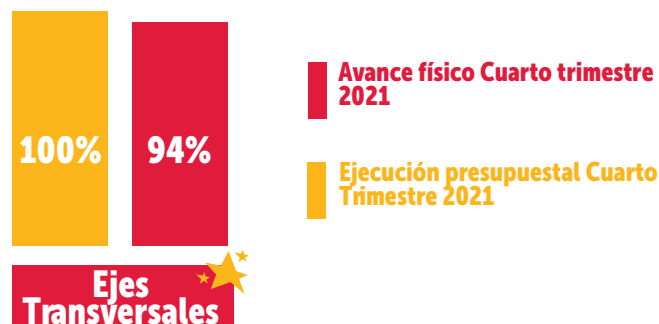 100%
94%
Avance físico Cuarto trimestre
2021
Ejecución presupuestal Cuarto
Trimestre 2021
Ejes
Transversales